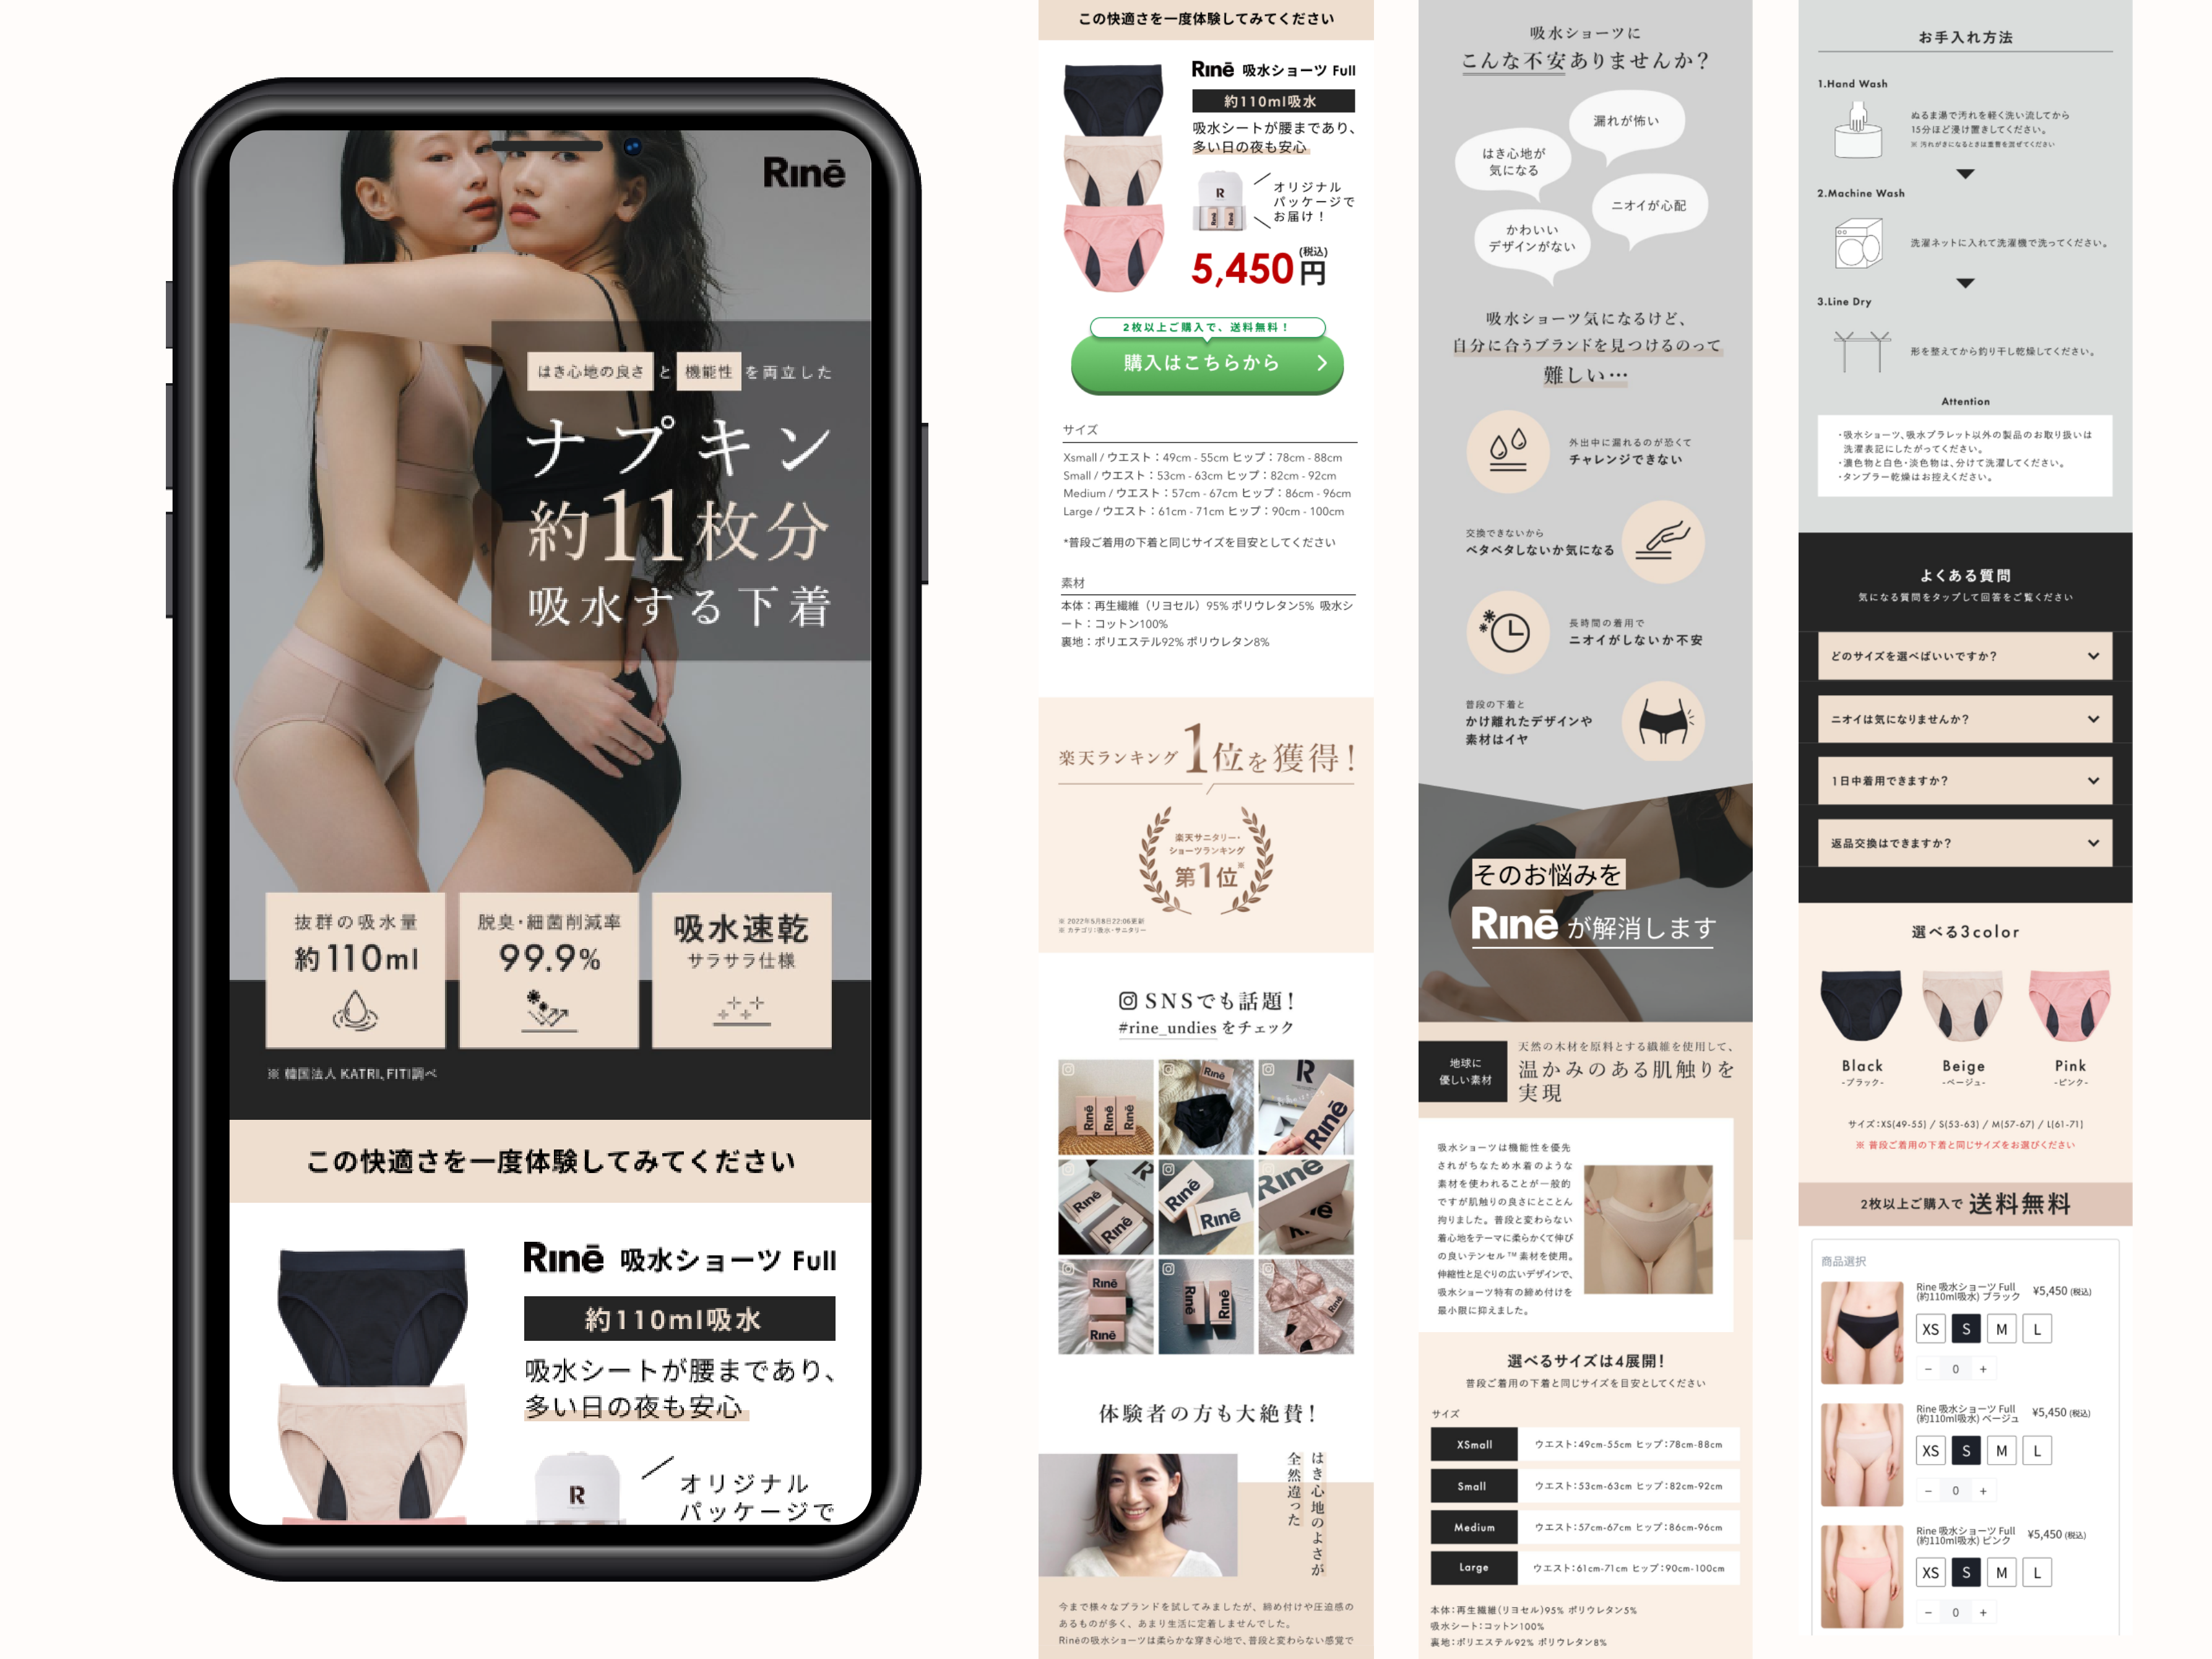 Rinē
はき心地の良さ と 機能性 を両立した
ナプキン
約11枚分
吸水する下着
抜群の吸水量
約110ml
脱臭・細菌削減率
99.9%
吸水速乾
サラサラ仕様
※ 韓国法人 KATRI、FITI調べ
この快適さを一度体験してみてください
Rinē 吸水ショーツ Full
約110ml吸水
吸水シートが腰まであり、
多い日の夜も安心
R
オリジナル
パッケージで
この快適さを一度体験してみてください
Rinē 吸水ショーツ Full
約110ml吸水
吸水シートが腰まであり、
多い日の夜も安心
R
オリジナル
パッケージで
お届け！
5,450円(税込)
2枚以上ご購入で、送料無料！
購入はこちらから
サイズ
Xsmall / ウエスト：49cm - 55cm ヒップ：78cm - 88cm
Small / ウエスト：53cm - 63cm ヒップ：82cm - 92cm
Medium / ウエスト：57cm - 67cm ヒップ：86cm - 96cm
Large / ウエスト：61cm - 71cm ヒップ：90cm - 100cm
*普段ご着用の下着と同じサイズを目安としてください
素材
本体：再生繊維（リヨセル）95% ポリウレタン5% 吸水シ
ート：コットン100%
裏地：ポリエステル92% ポリウレタン8%
楽天ランキング1位を獲得！
楽天サニタリー・
ショーツランキング
第1位※
※ 2022年5月8日22:06更新
※ カテゴリ：吸水・サニタリー
SNSでも話題！
#rine_undies をチェック
体験者の方も大絶賛！
はき心地のよさが
全然違った
今まで様々なブランドを試してみましたが、締め付けや圧迫感の
あるものが多く、あまり生活に定着しませんでした。
Rinēの吸水ショーツは柔らかな穿き心地で、普段と変わらない感覚で
吸水ショーツに
こんな不安ありませんか？
漏れが怖い
はき心地が
気になる
ニオイが心配
かわいい
デザインがない
吸水ショーツ気になるけど、
自分に合うブランドを見つけるのって
難しい…
外出中に漏れるのが恐くて
チャレンジできない
交換できないから
ベタベタしないか気になる
長時間の着用で
ニオイがしないか不安
普段の下着と
かけ離れたデザインや
素材はイヤ
そのお悩みを
Rinē が解消します
地球に
優しい素材
天然の木材を原料とする繊維を使用して、
温かみのある肌触りを
実現
吸水ショーツは機能性を優先
されがちなため水着のような
素材を使われることが一般的
ですが肌触りの良さにとことん
拘りました。普段と変わらない
着心地をテーマに柔らかくて伸び
の良いテンセル™素材を使用。
伸縮性と足ぐりの広いデザインで、
吸水ショーツ特有の締め付けを
最小限に抑えました。
選べるサイズは4展開！
普段ご着用の下着と同じサイズを目安としてください
サイズ
XSmall ウエスト：49cm-55cm ヒップ：78cm-88cm
Small ウエスト：53cm-63cm ヒップ：82cm-92cm
Medium ウエスト：57cm-67cm ヒップ：86cm-96cm
Large ウエスト：61cm-71cm ヒップ：90cm-100cm
本体：再生繊維(リヨセル)95% ポリウレタン5%
吸水シート：コットン100%
裏地：ポリエステル92% ポリウレタン8%
お手入れ方法
1.Hand Wash
ぬるま湯で汚れを軽く洗い流してから
15分ほど浸け置きしてください。
※ 汚れがきになるときは重曹を混ぜてください
2.Machine Wash
洗濯ネットに入れて洗濯機で洗ってください。
3.Line Dry
形を整えてから釣り干し乾燥してください。
Attention
・吸水ショーツ、吸水ブラレット以外の製品のお取り扱いは
洗濯表記にしたがってください。
・濃色物と白色・淡色物は、分けて洗濯してください。
・タンブラー乾燥はお控えください。
よくある質問
気になる質問をタップして回答をご覧ください
どのサイズを選べばいいですか？
ニオイは気になりませんか？
1日中着用できますか？
返品交換はできますか？
選べる3color
Black
-ブラック-
Beige
-ベージュ-
Pink
-ピンク-
サイズ：XS(49-55) / S(53-63) / M(57-67) / L(61-71)
※ 普段ご着用の下着と同じサイズをお選びください
2枚以上ご購入で 送料無料
商品選択
Rine 吸水ショーツ Full
(約110ml吸水) ブラック
¥5,450 (税込)
XS S M L
− 0 +
Rine 吸水ショーツ Full
(約110ml吸水) ベージュ
¥5,450 (税込)
XS S M L
− 0 +
Rine 吸水ショーツ Full
(約110ml吸水) ピンク
¥5,450 (税込)
XS S M L
− 0 +